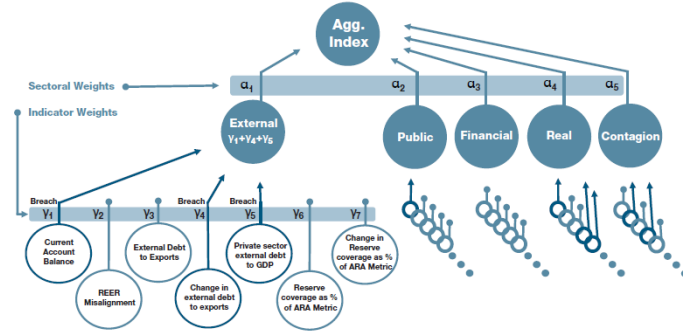 Agg.
Index
Sectoral Weights
α1
α2
α3
α4
α5
Indicator Weights
External
γ1+γ4+γ5
Public
Financial
Real
Contagion
Breach
Breach
Breach
γ1
γ2
γ3
γ4
γ5
γ6
γ7
Current
Account
Balance
REER
Misalignment
External Debt
to Exports
Change in
external debt
to exports
Private sector
external debt
to GDP
Reserve
coverage as %
of ARA Metric
Change in
Reserve
coverage as %
of ARA Metric